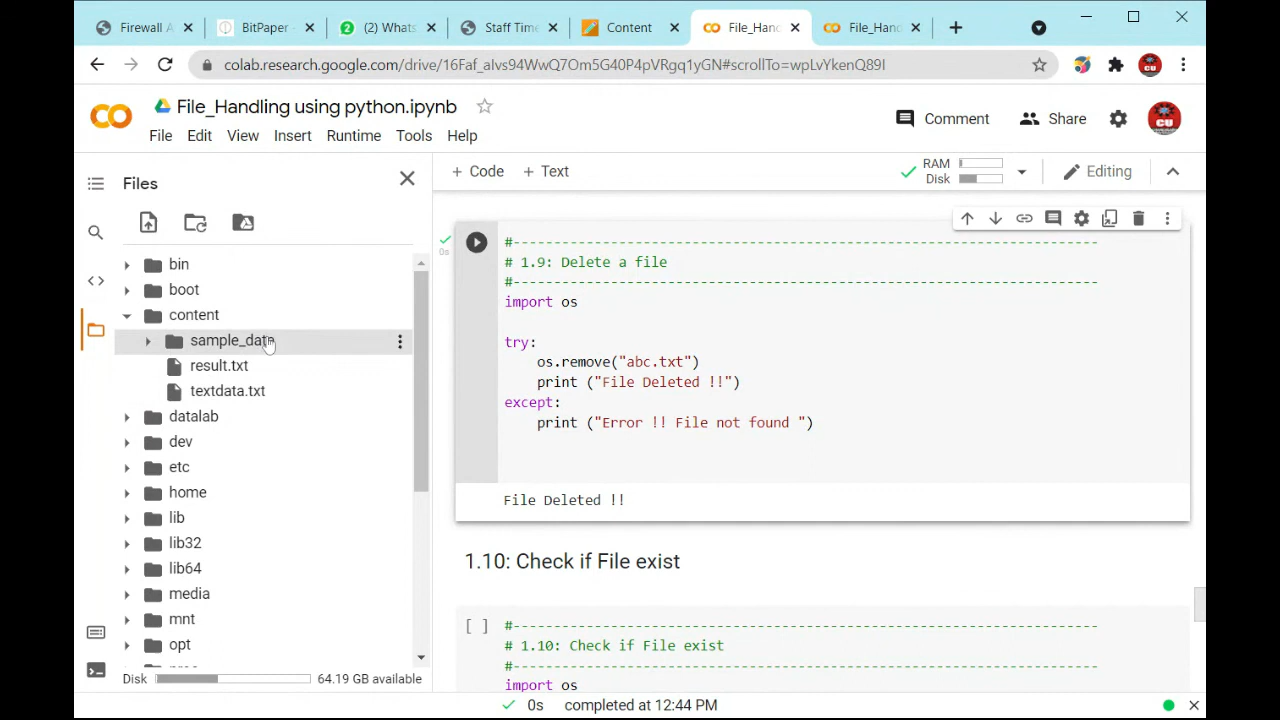 Firewall A
BitPaper -
(2) Whats
Staff Time
Content
File_Hand
File_Hand
colab.research.google.com/drive/16Faf_alvs94WwQ7Om5G40P4pVRgq1yGN#scrollTo=wpLvYkenQ89I
File_Handling using python.ipynb
Comment
Share
File Edit View Insert Runtime Tools Help
Files
+ Code + Text
RAM
Disk
Editing
bin
boot
content
sample_data
result.txt
textdata.txt
datalab
dev
etc
home
lib
lib32
lib64
media
mnt
opt
Disk 64.19 GB available
0s
#------------------------------------------------------------------------
# 1.9: Delete a file
#------------------------------------------------------------------------
import os
try:
os.remove("abc.txt")
print ("File Deleted !!")
except:
print ("Error !! File not found ")
File Deleted !!
1.10: Check if File exist
[ ]
#------------------------------------------------------------------------
# 1.10: Check if File exist
#------------------------------------------------------------------------
import os
0s completed at 12:44 PM